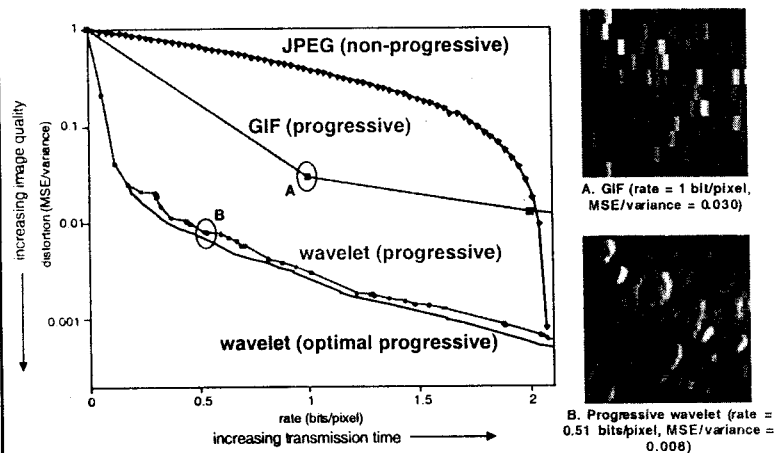 JPEG (non-progressive)
GIF (progressive)
A
B
wavelet (progressive)
wavelet (optimal progressive)
increasing image quality
distortion (MSE/variance)
1
0.1
0.01
0.001
0
0.5
1
1.5
2
rate (bits/pixel)
increasing transmission time
A. GIF (rate = 1 bit/pixel,
MSE/variance = 0.030)
B. Progressive wavelet (rate =
0.51 bits/pixel, MSE/variance =
0.008)